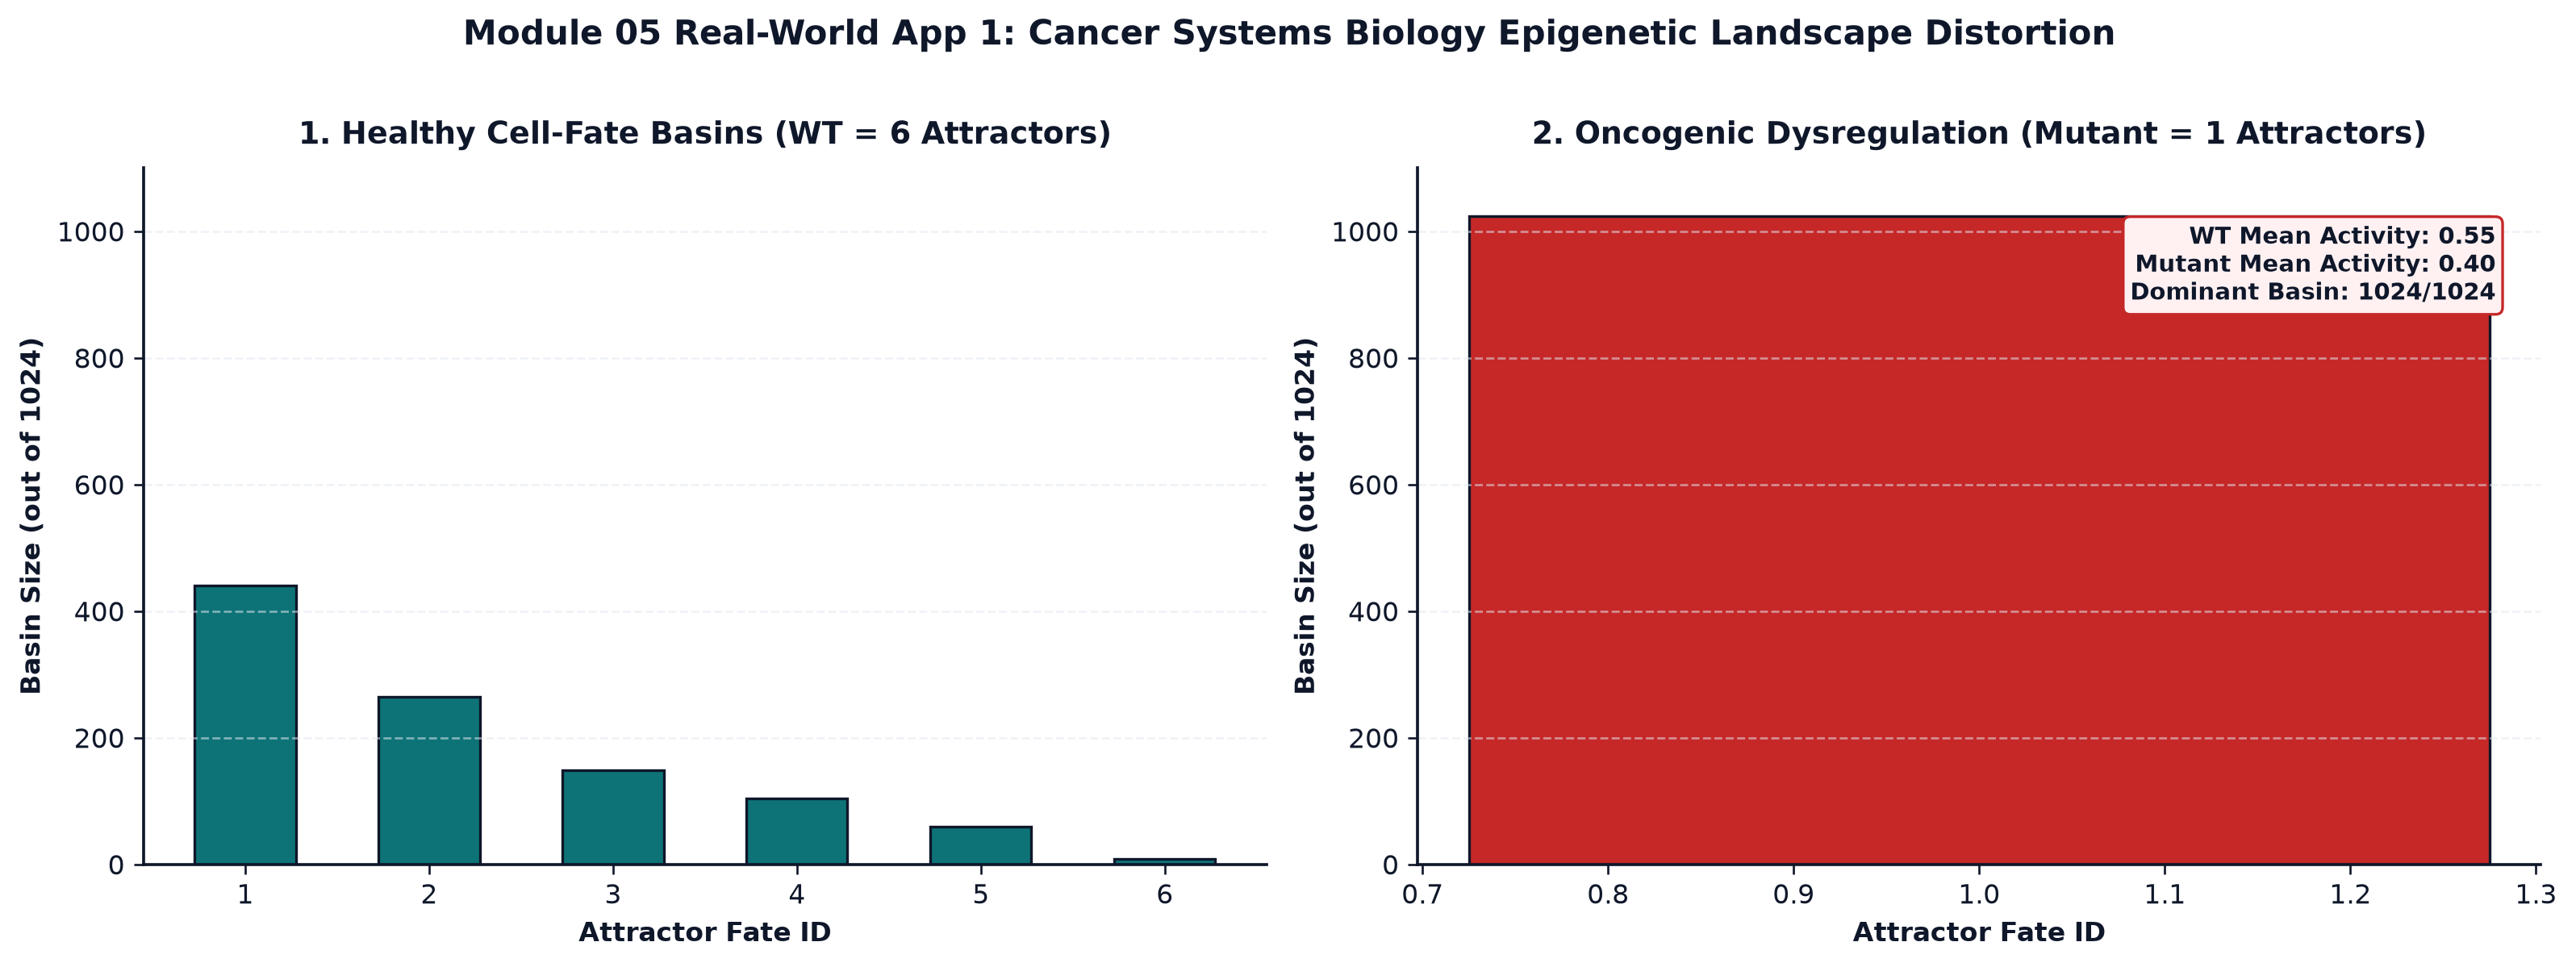 Module 05 Real-World App 1: Cancer Systems Biology Epigenetic Landscape Distortion
1. Healthy Cell-Fate Basins (WT = 6 Attractors)
Basin Size (out of 1024)
1000
800
600
400
200
0
1 2 3 4 5 6
Attractor Fate ID
2. Oncogenic Dysregulation (Mutant = 1 Attractors)
Basin Size (out of 1024)
1000
800
600
400
200
0
WT Mean Activity: 0.55
Mutant Mean Activity: 0.40
Dominant Basin: 1024/1024
0.7 0.8 0.9 1.0 1.1 1.2 1.3
Attractor Fate ID